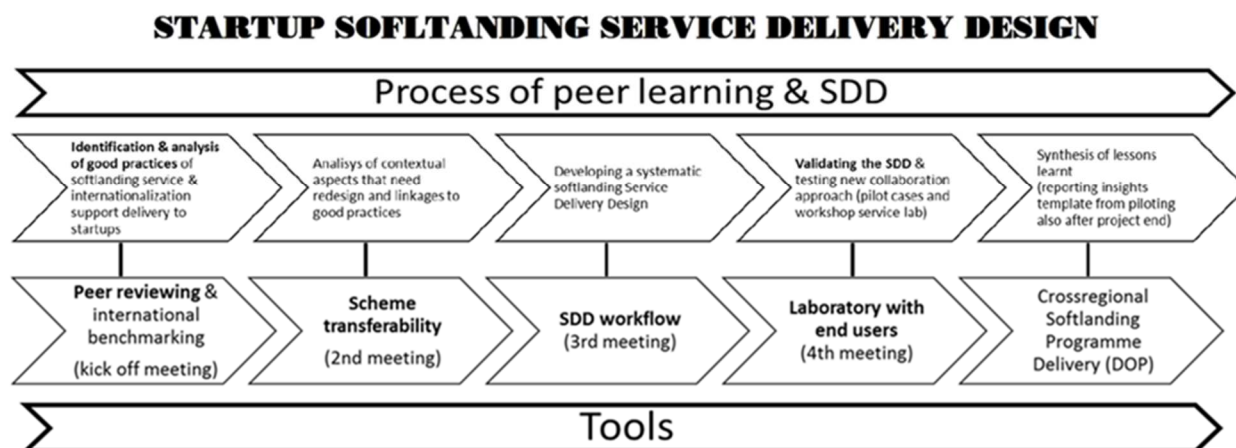 STARTUP SOFLTANDING SERVICE DELIVERY DESIGN
Process of peer learning & SDD
Identification & analysis
of good practices of
softlanding service &
internationalization
support delivery to
startups
Analisys of contextual
aspects that need
redesign and linkages to
good practices
Developing a systematic
softlanding Service
Delivery Design
Validating the SDD &
testing new collaboration
approach (pilot cases and
workshop service lab)
Synthesis of lessons
learnt
(reporting insights
template from piloting
also after project end)
Peer reviewing &
international
benchmarking
(kick off meeting)
Scheme
transferability
(2nd meeting)
SDD workflow
(3rd meeting)
Laboratory with
end users
(4th meeting)
Crossregional
Softlanding
Programme
Delivery (DOP)
Tools